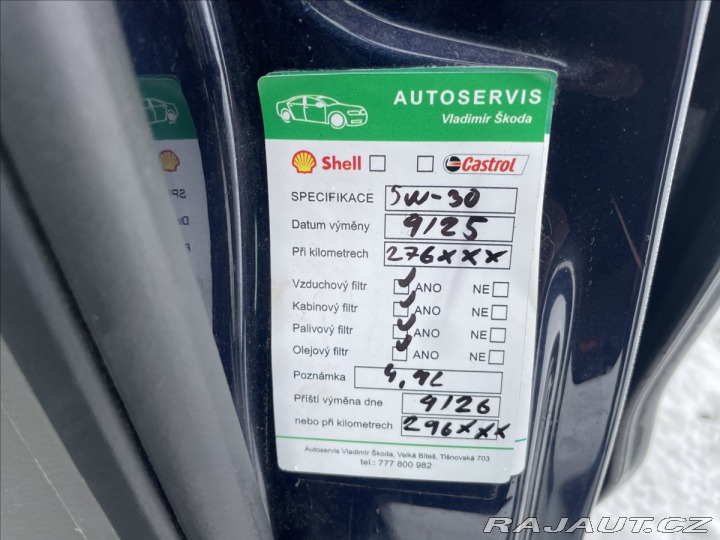 AUTOSERVIS
Vladimír Škoda
Shell Castrol
SPECIFIKACE 5W-30
Datum výměny 9/25
Při kilometrech 276xxx
Vzduchový filtr ANO NE
Kabinový filtr ANO NE
Palivový filtr ANO NE
Olejový filtr ANO NE
Poznámka 4,9L
Příští výměna dne 9/26
nebo při kilometrech 296xxx
Autoservis Vladimír Škoda, Velká Bíteš, Tišnovská 703
tel.: 777 800 982
RAJAUT.CZ